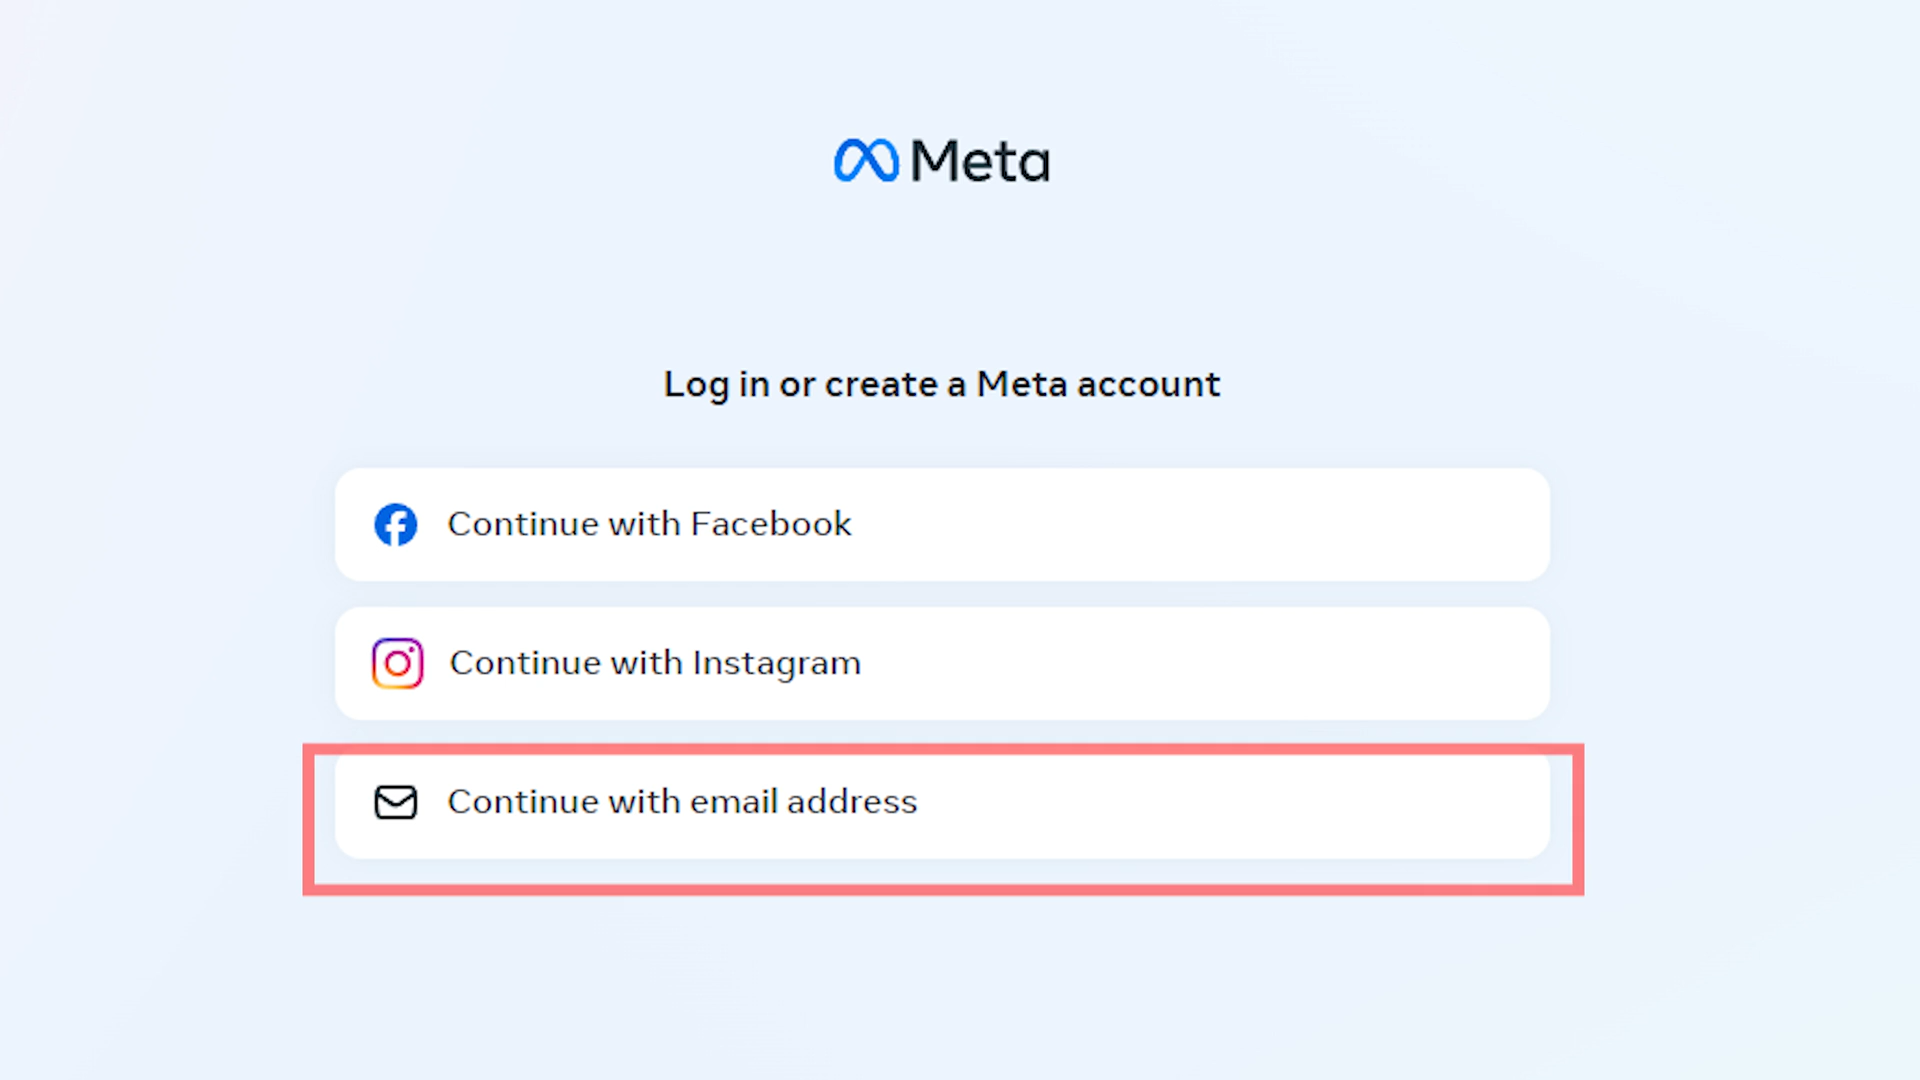 Meta
Log in or create a Meta account
Continue with Facebook
Continue with Instagram
Continue with email address